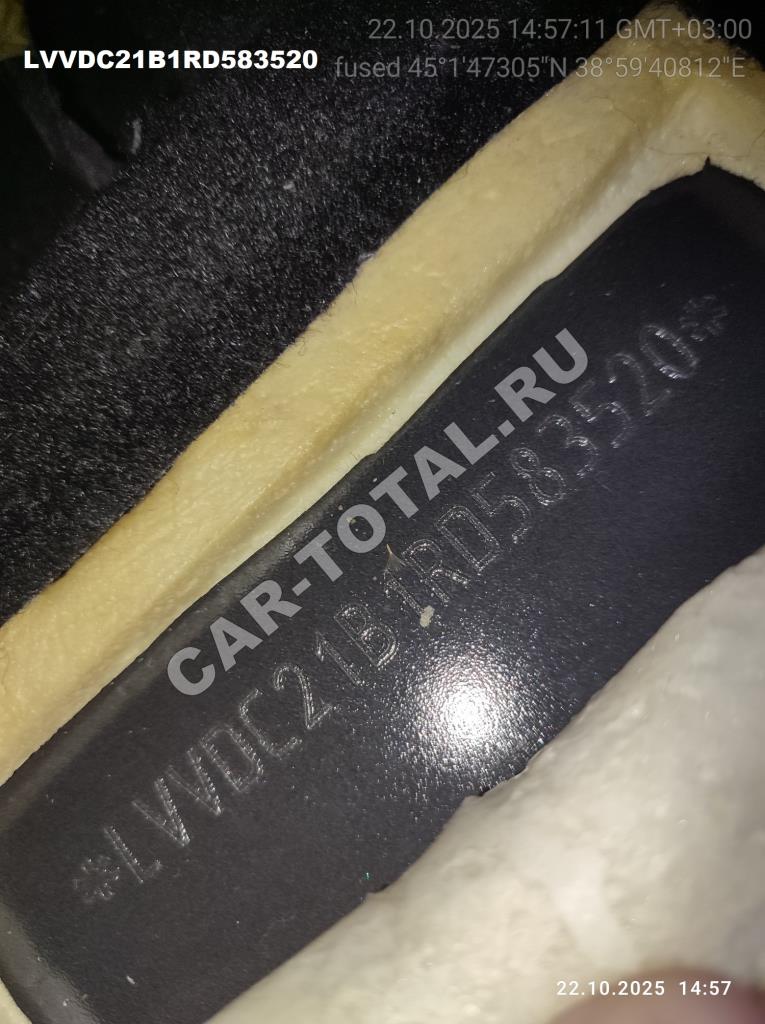 22.10.2025 14:57:11 GMT+03:00
LVVDC21B1RD583520
fused 45°1'47305"N 38°59'40812"E
CAR-TOTAL.RU
*LVVDC21B1RD583520*
22.10.2025 14:57